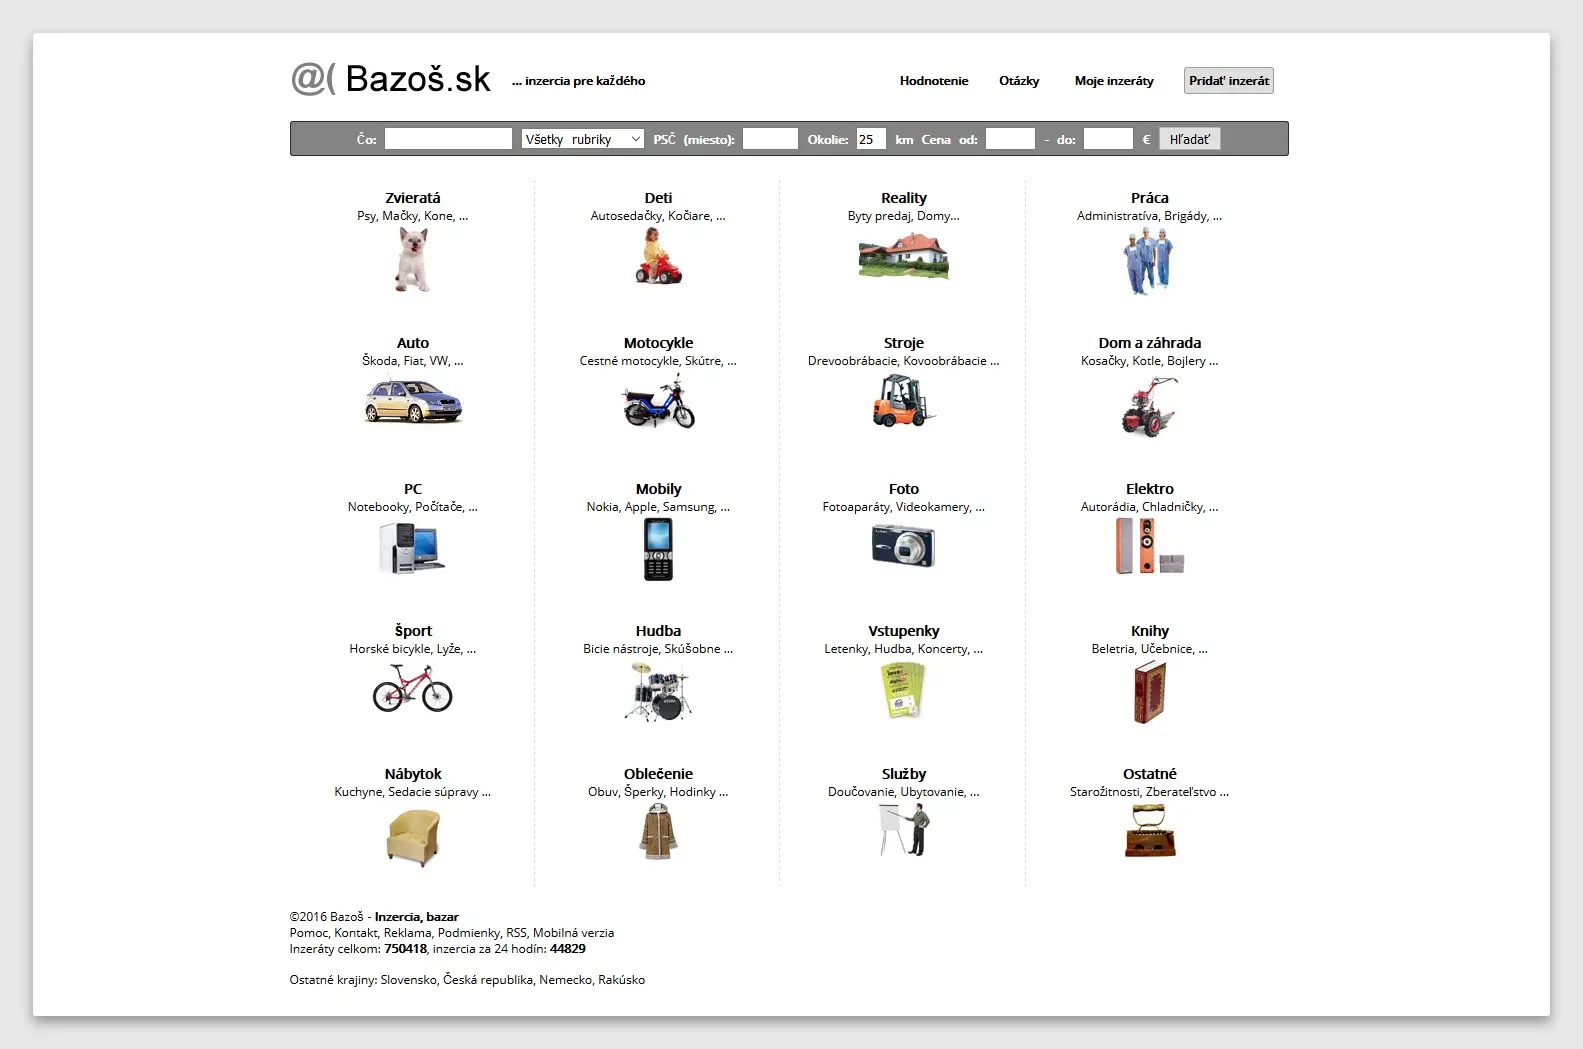 @( Bazoš.sk ... inzercia pre každého Hodnotenie Otázky Moje inzeráty Pridať inzerát
Čo: Všetky rubriky PSČ (miesto): Okolie: 25 km Cena od: - do: € Hľadať
Zvieratá Deti Reality Práca
Psy, Mačky, Kone, ... Autosedačky, Kočiare, ... Byty predaj, Domy... Administratíva, Brigády, ...
Auto Motocykle Stroje Dom a záhrada
Škoda, Fiat, VW, ... Cestné motocykle, Skútre, ... Drevoobrábacie, Kovoobrábacie ... Kosačky, Kotle, Bojlery ...
PC Mobily Foto Elektro
Notebooky, Počítače, ... Nokia, Apple, Samsung, ... Fotoaparáty, Videokamery, ... Autorádia, Chladničky, ...
Šport Hudba Vstupenky Knihy
Horské bicykle, Lyže, ... Bicie nástroje, Skúšobne ... Letenky, Hudba, Koncerty, ... Beletria, Učebnice, ...
Nábytok Oblečenie Služby Ostatné
Kuchyne, Sedacie súpravy ... Obuv, Šperky, Hodinky ... Doučovanie, Ubytovanie, ... Starožitnosti, Zberateľstvo ...
©2016 Bazoš - Inzercia, bazar
Pomoc, Kontakt, Reklama, Podmienky, RSS, Mobilná verzia
Inzeráty celkom: 750418, inzercia za 24 hodín: 44829
Ostatné krajiny: Slovensko, Česká republika, Nemecko, Rakúsko